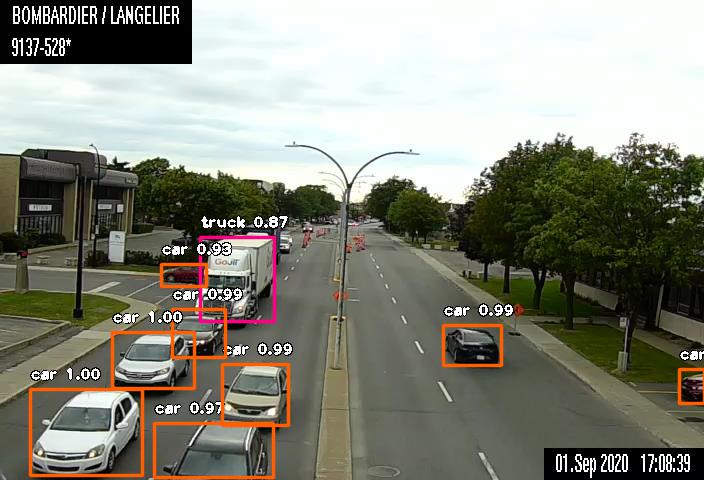 BOMBARDIER / LANGELIER
9137-528*
truck 0.87
car 0.93
car 0.99
car 1.00
car 0.99
car 0.99
car
car 1.00
car 0.97
01.Sep 2020 17:08:39